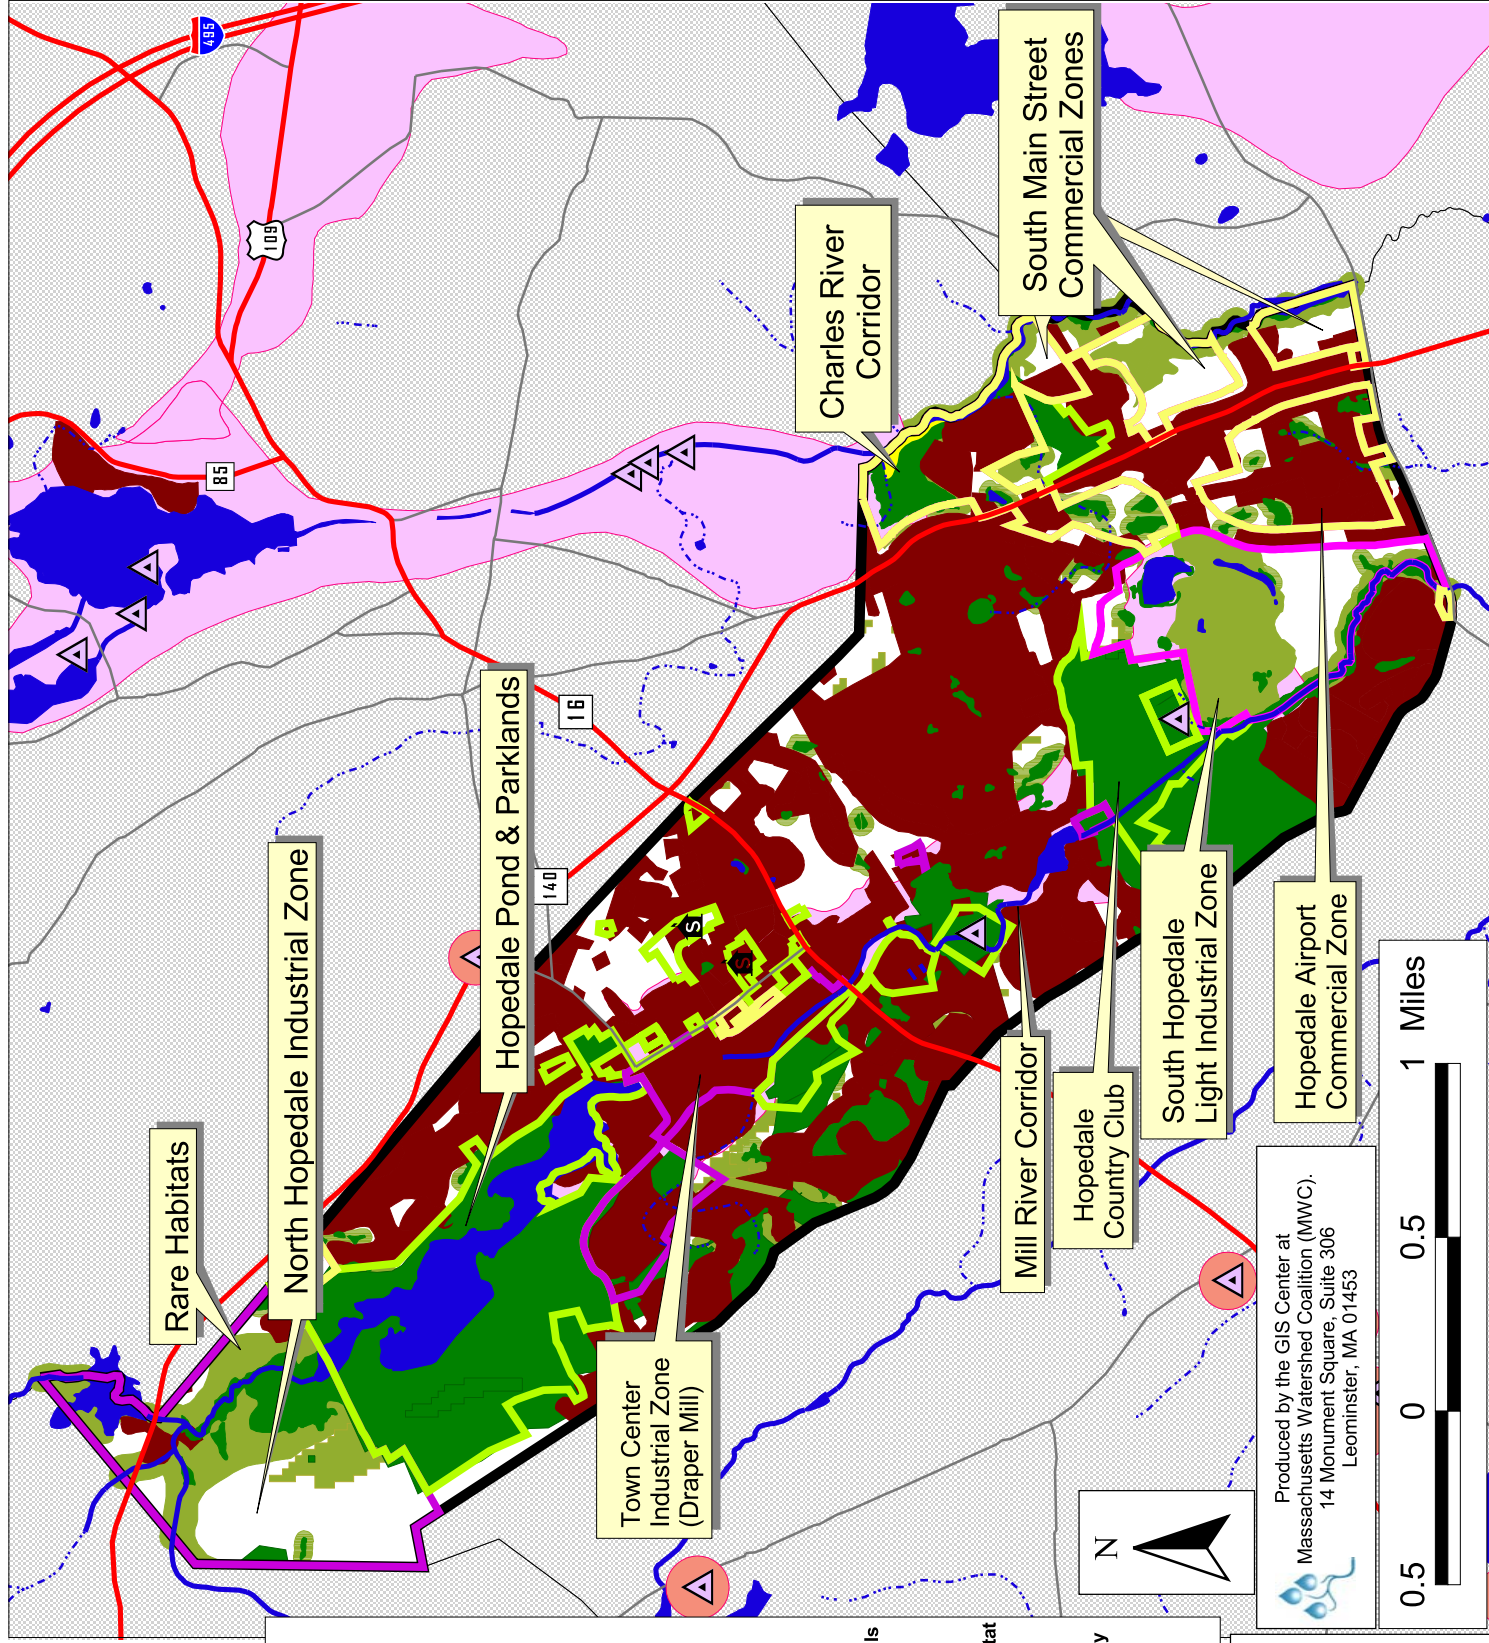 495
109
85
16
140
Rare Habitats
North Hopedale Industrial Zone
Hopedale Pond & Parklands
Town Center
Industrial Zone
(Draper Mill)
Charles River
Corridor
South Main Street
Commercial Zones
Mill River Corridor
Hopedale
Country Club
South Hopedale
Light Industrial Zone
Hopedale Airport
Commercial Zone
S
S
N
Produced by the GIS Center at
Massachusetts Watershed Coalition (MWC).
14 Monument Square, Suite 306
Leominster, MA 01453
0.5 0 0.5 1 Miles
ls
tat
y